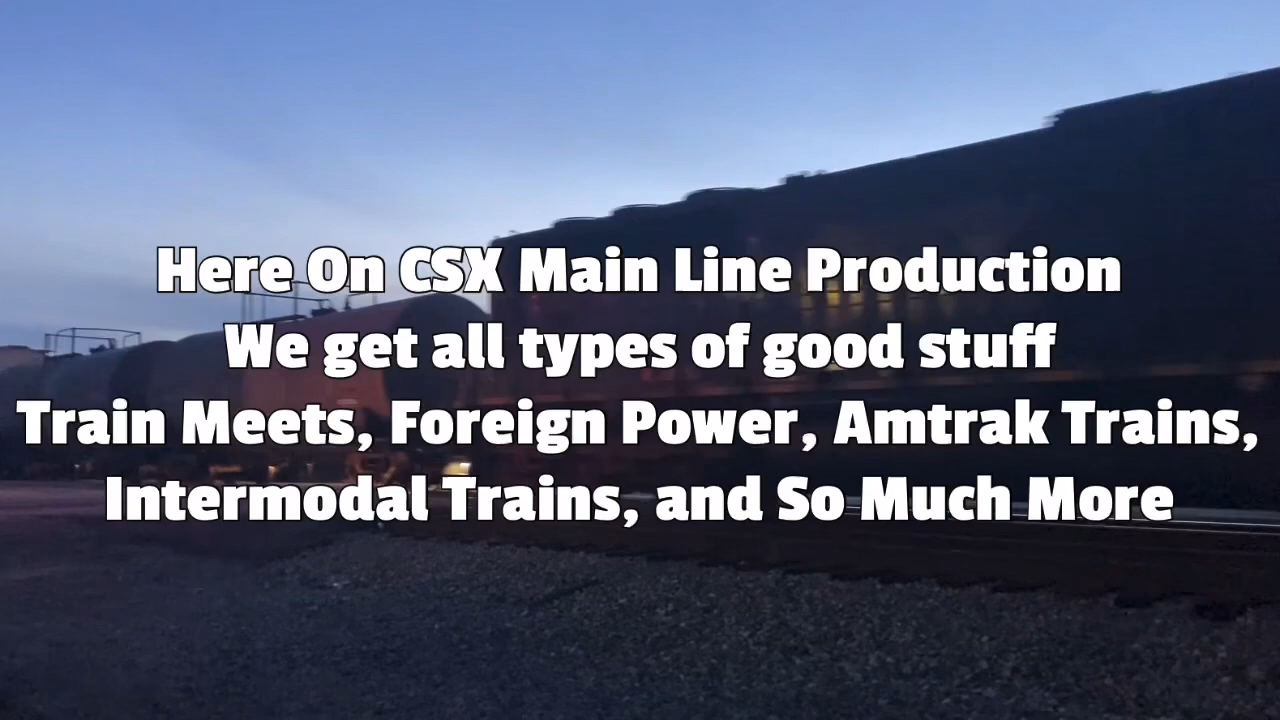 Here On CSX Main Line Production
We get all types of good stuff
Train Meets, Foreign Power, Amtrak Trains,
Intermodal Trains, and So Much More